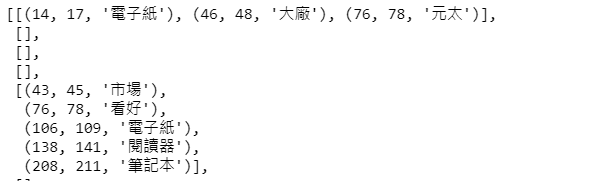 [[(14, 17, '電子紙'), (46, 48, '大廠'), (76, 78, '元太')],
 [],
 [],
 [],
 [(43, 45, '市場'),
  (76, 78, '看好'),
  (106, 109, '電子紙'),
  (138, 141, '閱讀器'),
  (208, 211, '筆記本')],